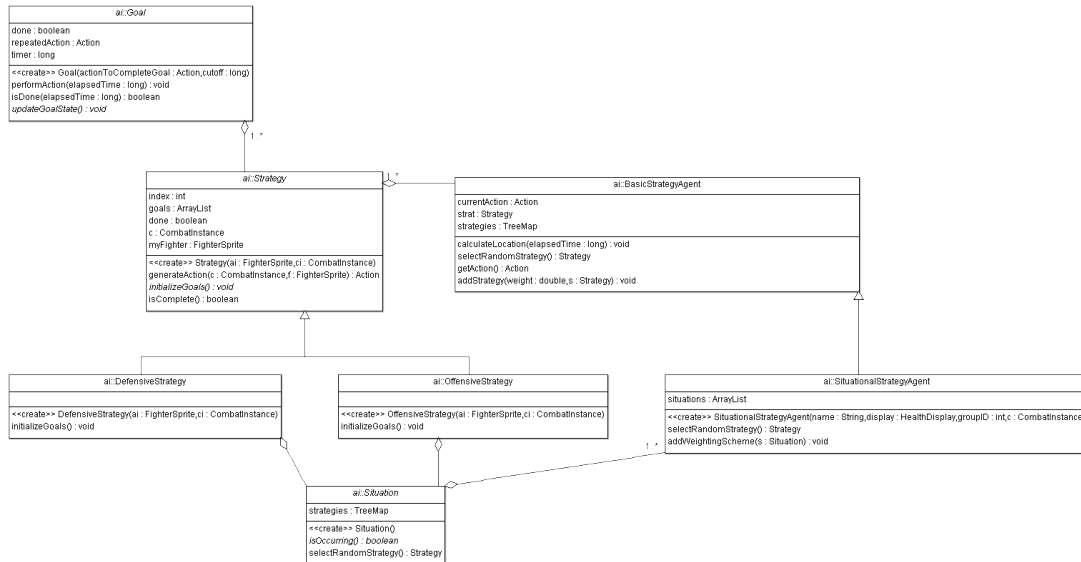 ai::Goal
done : boolean
repeatedAction : Action
timer : long
<<create>> Goal(actionToCompleteGoal : Action,cutoff : long)
performAction(elapsedTime : long) : void
isDone(elapsedTime : long) : boolean
updateGoalState() : void
1..*
ai::Strategy
index : int
goals : ArrayList
done : boolean
c : CombatInstance
myFighter : FighterSprite
<<create>> Strategy(ai : FighterSprite,ci : CombatInstance)
generateAction(c : CombatInstance,f : FighterSprite) : Action
initializeGoals() : void
isComplete() : boolean
1..*
ai::BasicStrategyAgent
currentAction : Action
strat : Strategy
strategies : TreeMap
calculateLocation(elapsedTime : long) : void
selectRandomStrategy() : Strategy
getAction() : Action
addStrategy(weight : double,s : Strategy) : void
ai::DefensiveStrategy
<<create>> DefensiveStrategy(ai : FighterSprite,ci : CombatInstance)
initializeGoals() : void
ai::OffensiveStrategy
<<create>> OffensiveStrategy(ai : FighterSprite,ci : CombatInstance)
initializeGoals() : void
ai::SituationalStrategyAgent
situations : ArrayList
<<create>> SituationalStrategyAgent(name : String,display : HealthDisplay,groupID : int,c : CombatInstance
selectRandomStrategy() : Strategy
addWeightingScheme(s : Situation) : void
1..*
ai::Situation
strategies : TreeMap
<<create>> Situation()
isOccurring() : boolean
selectRandomStrategy() : Strategy